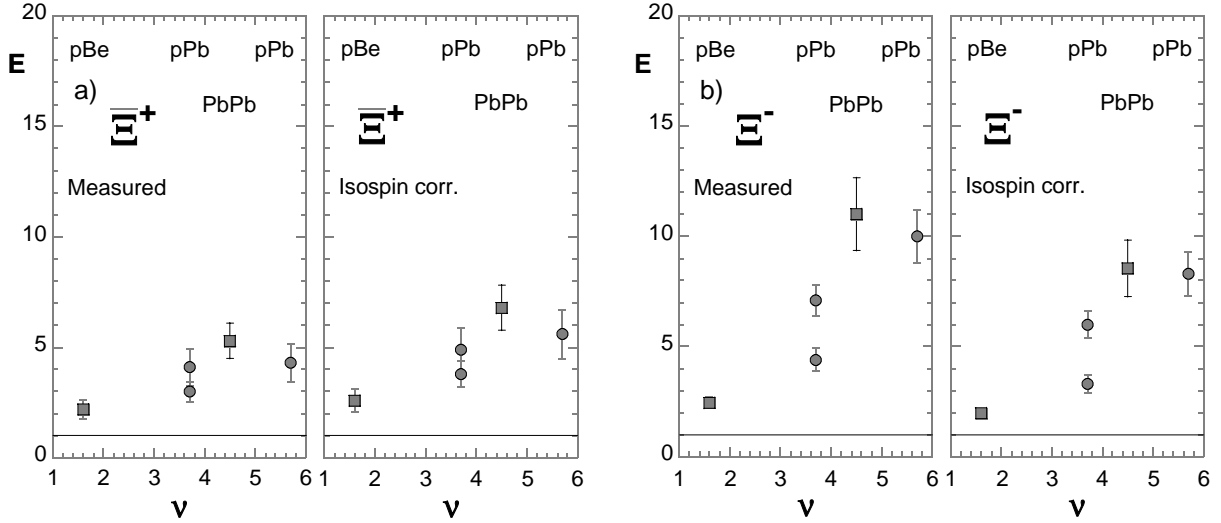 20
15
10
5
0
E
pBe pPb pPb
a)
PbPb
Ξ̅⁺
Measured
1 2 3 4 5 6
ν
pBe pPb pPb
PbPb
Ξ̅⁺
Isospin corr.
1 2 3 4 5 6
ν
20
15
10
5
0
E
pBe pPb pPb
b)
PbPb
Ξ⁻
Measured
1 2 3 4 5 6
ν
pBe pPb pPb
PbPb
Ξ⁻
Isospin corr.
1 2 3 4 5 6
ν